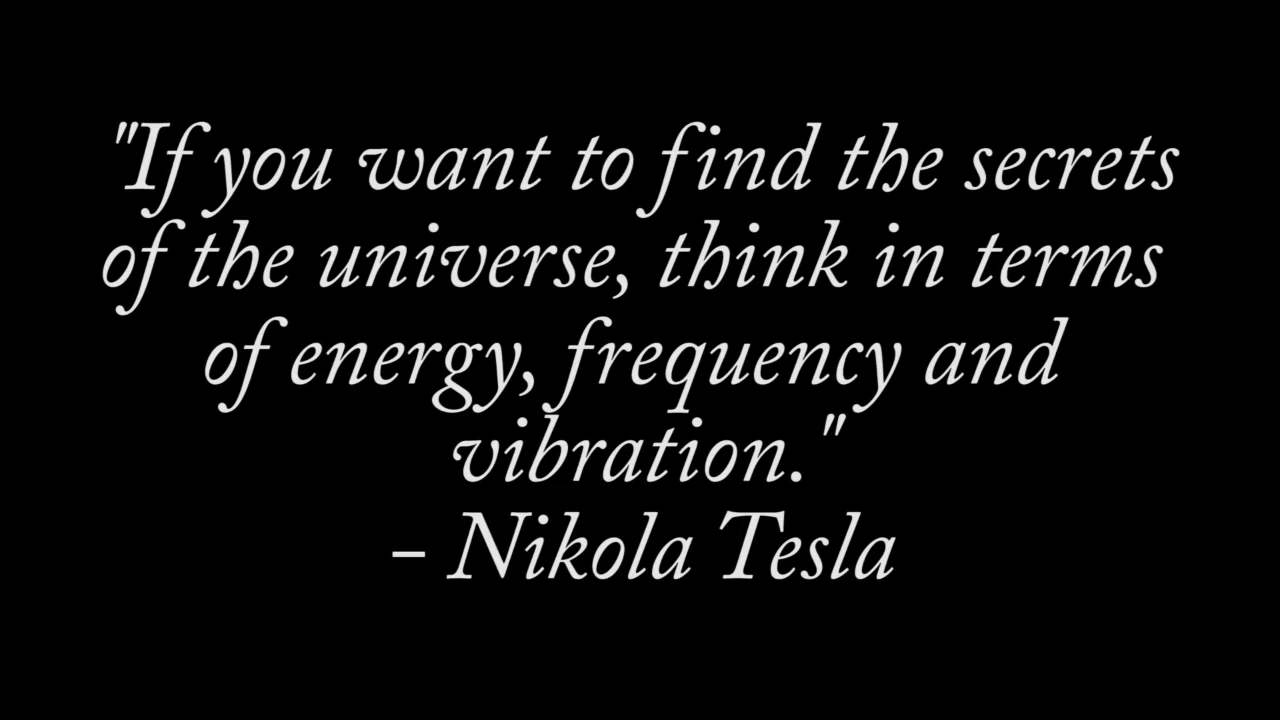 "If you want to find the secrets
of the universe, think in terms
of energy, frequency and
vibration."
– Nikola Tesla